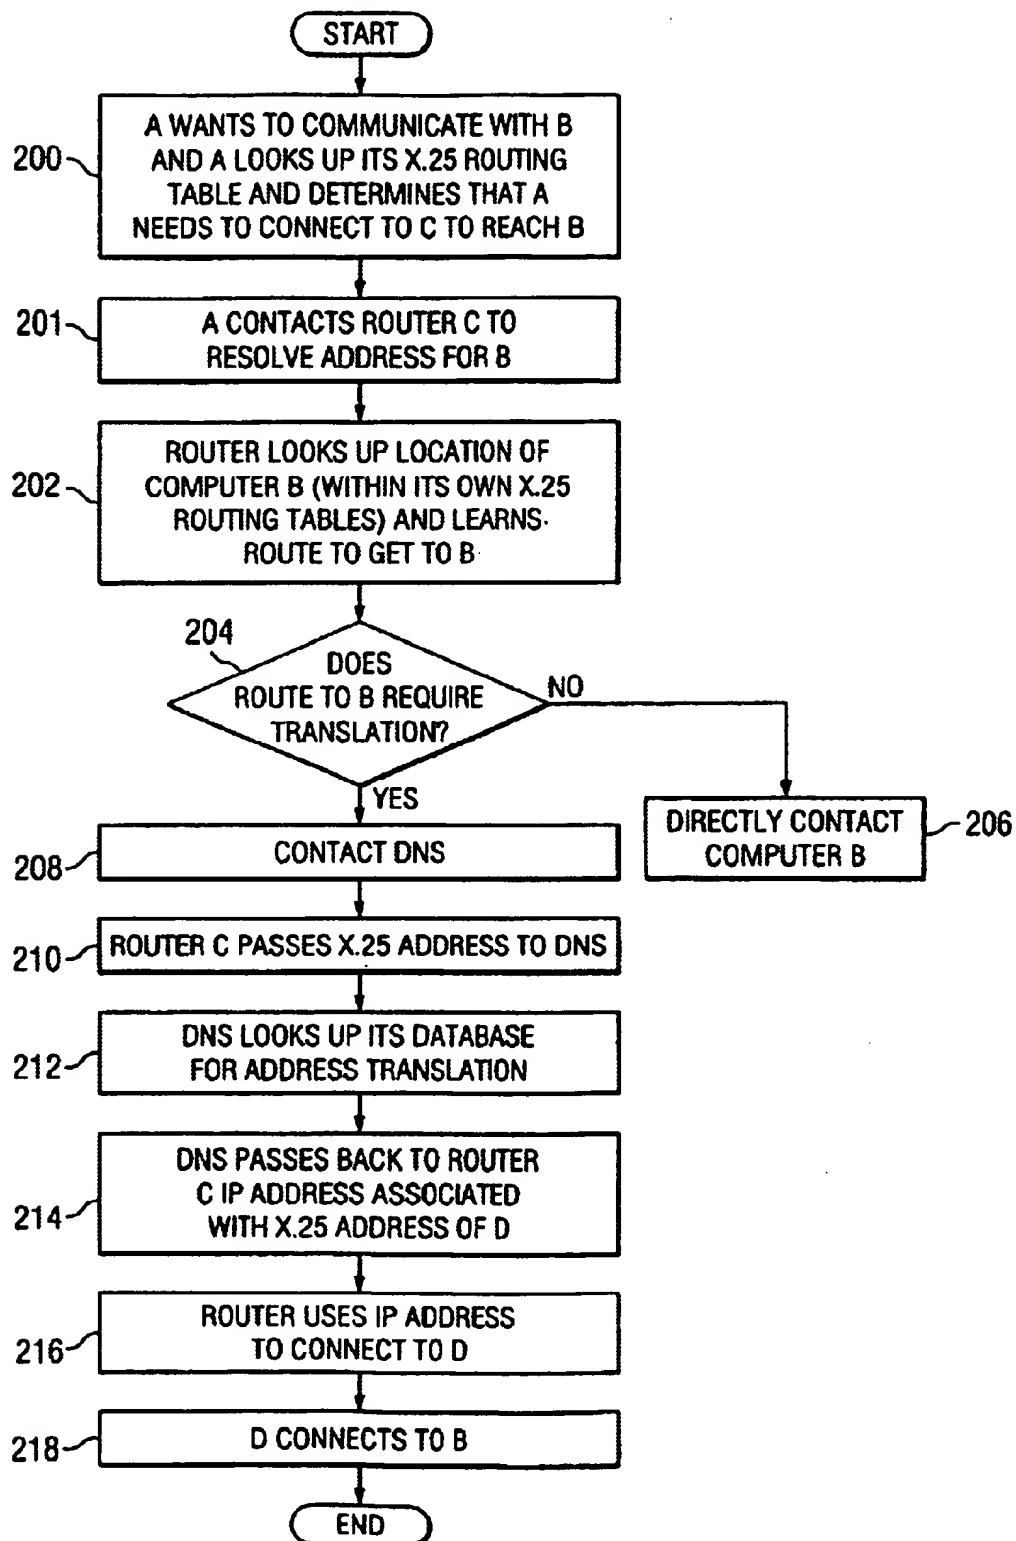 START
200
A WANTS TO COMMUNICATE WITH B
AND A LOOKS UP ITS X.25 ROUTING
TABLE AND DETERMINES THAT A
NEEDS TO CONNECT TO C TO REACH B
201
A CONTACTS ROUTER C TO
RESOLVE ADDRESS FOR B
202
ROUTER LOOKS UP LOCATION OF
COMPUTER B (WITHIN ITS OWN X.25
ROUTING TABLES) AND LEARNS
ROUTE TO GET TO B
204
DOES
ROUTE TO B REQUIRE
TRANSLATION?
NO
YES
DIRECTLY CONTACT
COMPUTER B
206
208
CONTACT DNS
210
ROUTER C PASSES X.25 ADDRESS TO DNS
212
DNS LOOKS UP ITS DATABASE
FOR ADDRESS TRANSLATION
214
DNS PASSES BACK TO ROUTER
C IP ADDRESS ASSOCIATED
WITH X.25 ADDRESS OF D
216
ROUTER USES IP ADDRESS
TO CONNECT TO D
218
D CONNECTS TO B
END